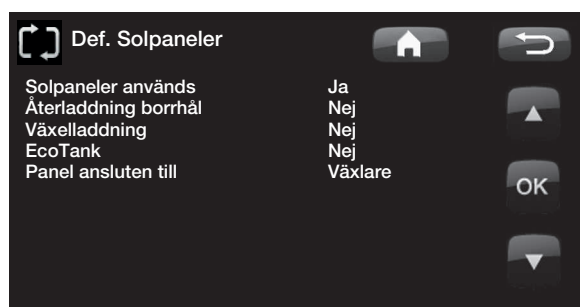 Def. Solpaneler
Solpaneler används Ja
Återladdning borrhål Nej
Växelladdning Nej
EcoTank Nej
Panel ansluten till Växlare
OK